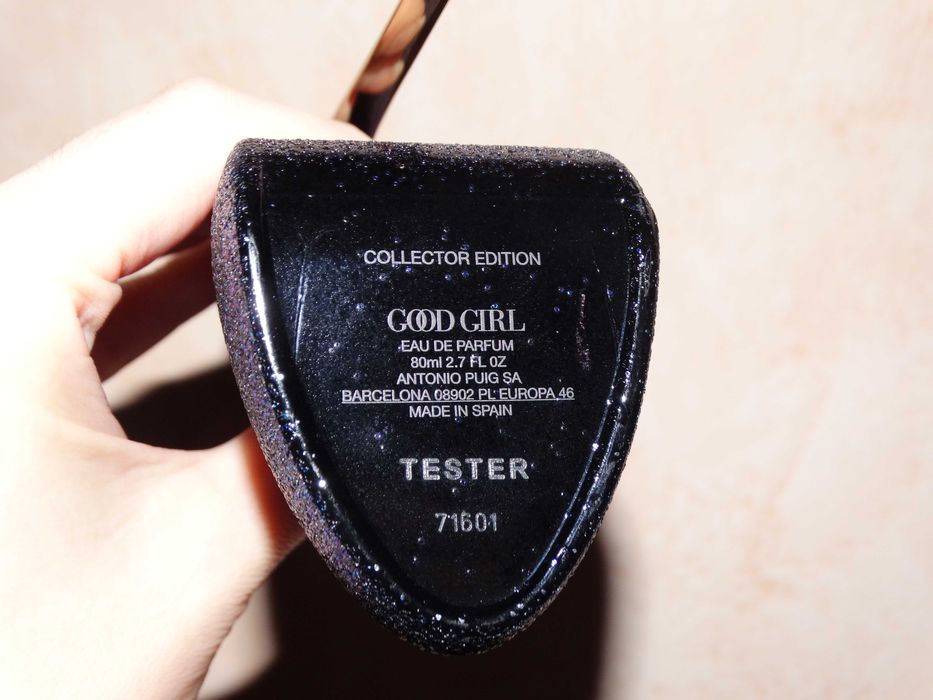 COLLECTOR EDITION
GOOD GIRL
EAU DE PARFUM
80ml 2.7 FL 0Z
ANTONIO PUIG SA
BARCELONA 08902 PL EUROPA 46
MADE IN SPAIN
TESTER
71601